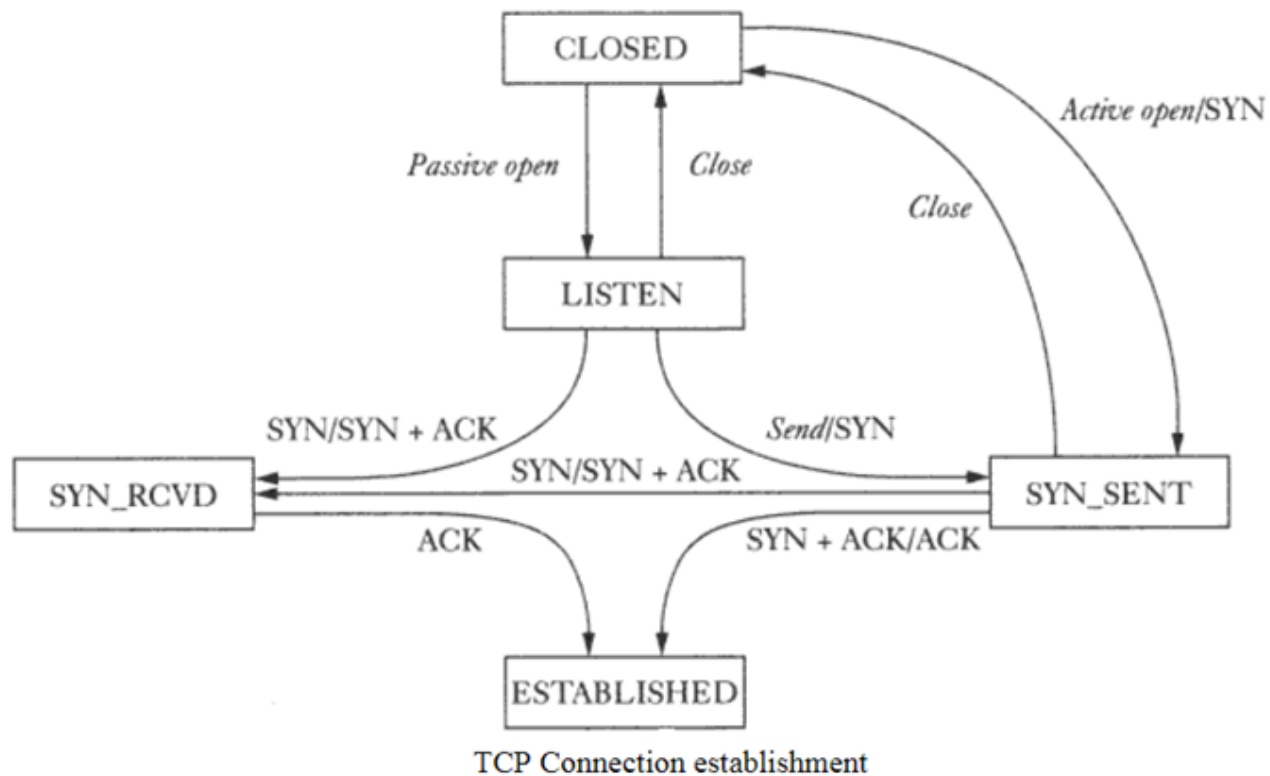 CLOSED
Active open/SYN
Passive open
Close
Close
LISTEN
SYN/SYN + ACK
Send/SYN
SYN/SYN + ACK
SYN_RCVD
SYN_SENT
ACK
SYN + ACK/ACK
ESTABLISHED
TCP Connection establishment